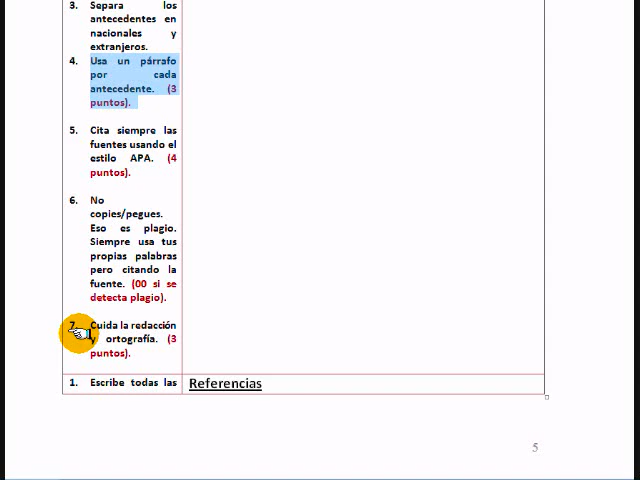 3. Separa los
antecedentes en
nacionales y
extranjeros.
4. Usa un párrafo
por cada
antecedente. (3
puntos).
5. Cita siempre las
fuentes usando el
estilo APA. (4
puntos).
6. No
copies/pegues.
Eso es plagio.
Siempre usa tus
propias palabras
pero citando la
fuente. (00 si se
detecta plagio).
7. Cuida la redacción
y ortografía. (3
puntos).
1. Escribe todas las
Referencias
5